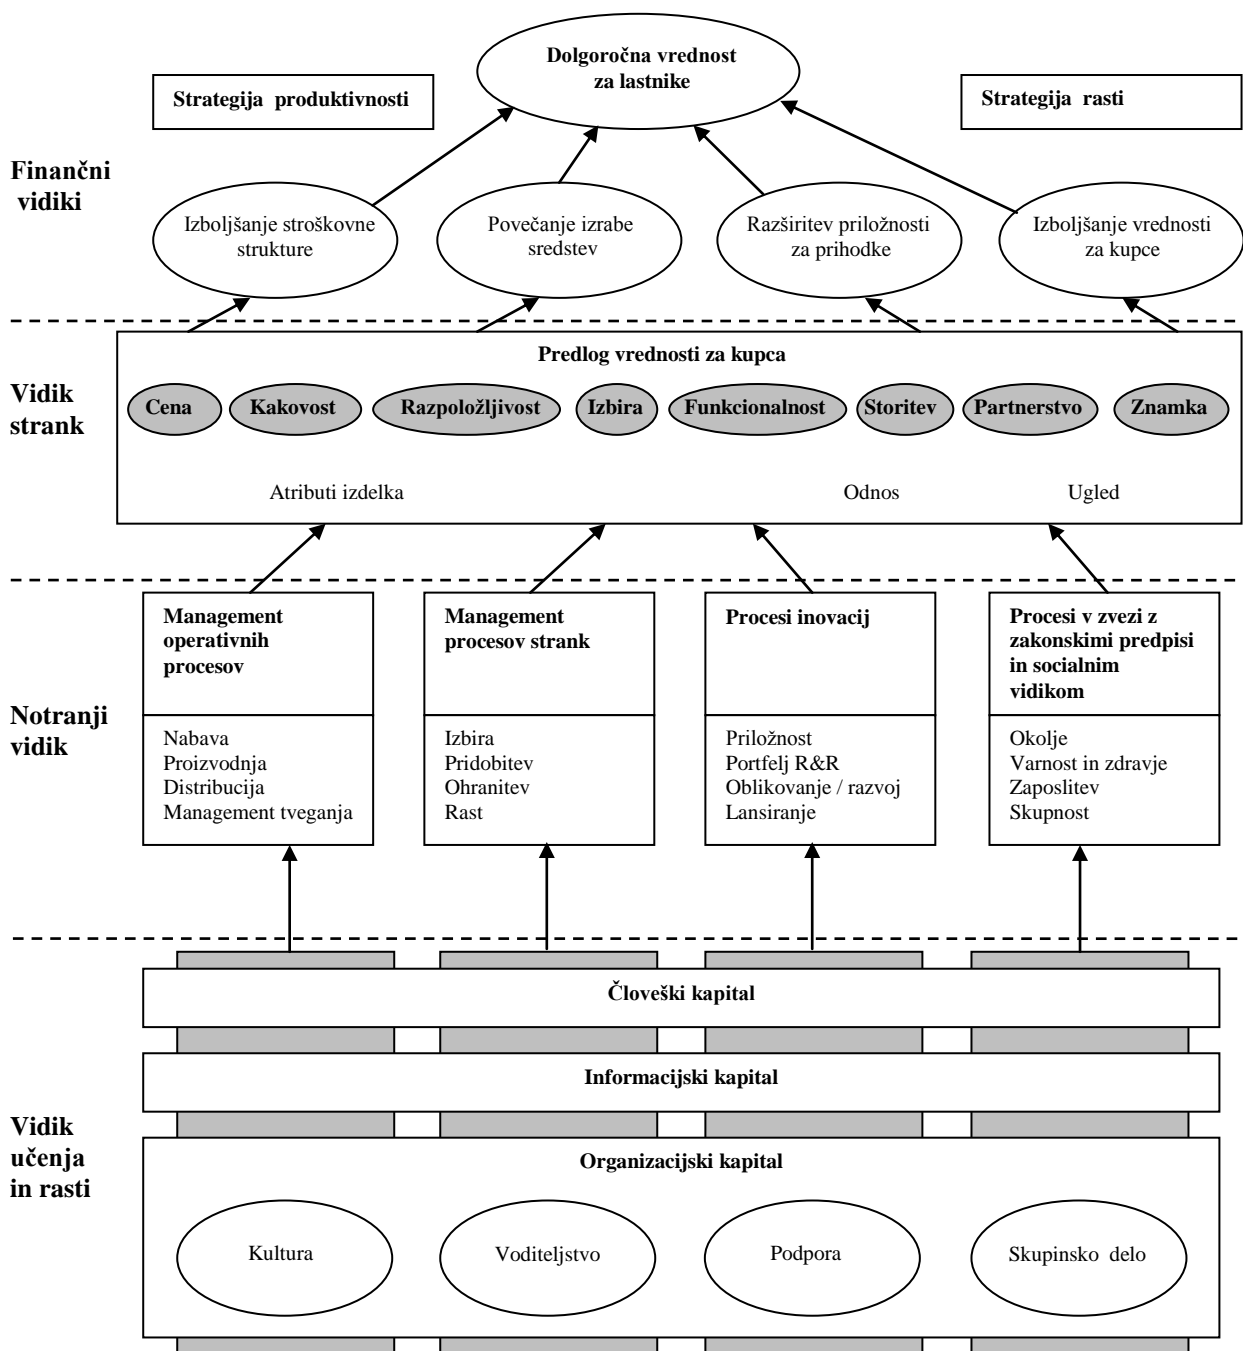 Dolgoročna vrednost
za lastnike
Strategija produktivnosti
Strategija rasti
Finančni
vidiki
Izboljšanje stroškovne
strukture
Povečanje izrabe
sredstev
Razširitev priložnosti
za prihodke
Izboljšanje vrednosti
za kupce
Predlog vrednosti za kupca
Vidik
strank
Cena
Kakovost
Razpoložljivost
Izbira
Funkcionalnost
Storitev
Partnerstvo
Znamka
Atributi izdelka
Odnos
Ugled
Notranji
vidik
Management
operativnih
procesov
Nabava
Proizvodnja
Distribucija
Management tveganja
Management
procesov strank
Izbira
Pridobitev
Ohranitev
Rast
Procesi inovacij
Priložnost
Portfelj R&R
Oblikovanje / razvoj
Lansiranje
Procesi v zvezi z
zakonskimi predpisi
in socialnim
vidikom
Okolje
Varnost in zdravje
Zaposlitev
Skupnost
Vidik
učenja
in rasti
Človeški kapital
Informacijski kapital
Organizacijski kapital
Kultura
Voditeljstvo
Podpora
Skupinsko delo